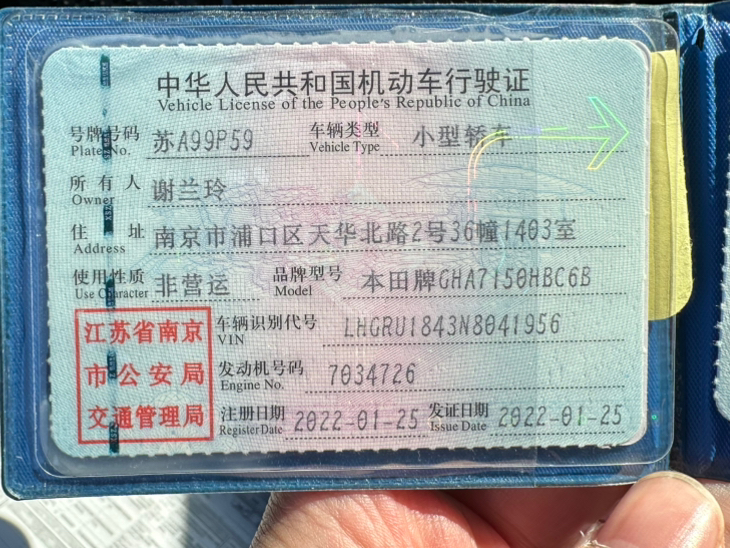 中华人民共和国机动车行驶证
Vehicle License of the People's Republic of China
号牌号码 苏A99P59 车辆类型 小型轿车
Plate No. Vehicle Type
所有人 谢兰玲
Owner
住址 南京市浦口区天华北路2号36幢1403室
Address
使用性质 非营运 品牌型号 本田牌GHA7150HBC6B
Use Character Model
江苏省南京 车辆识别代号 LHGRU1843N8041956
VIN
市公安局 发动机号码 7034726
Engine No.
交通管理局 注册日期 2022-01-25 发证日期 2022-01-25
Register Date Issue Date